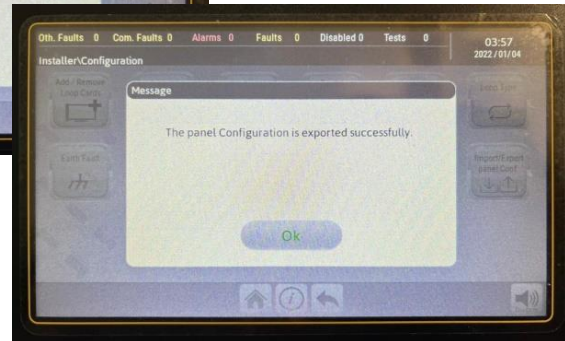 Oth. Faults 0 Com. Faults 0 Alarms 0 Faults 0 Disabled 0 Tests 0
03:57
2022/01/04
Installer\Configuration
Add / Remove
Loop Cards
Loop Type
Message
The panel Configuration is exported successfully.
Earth Fault
Import/Export
panel Conf.
Ok